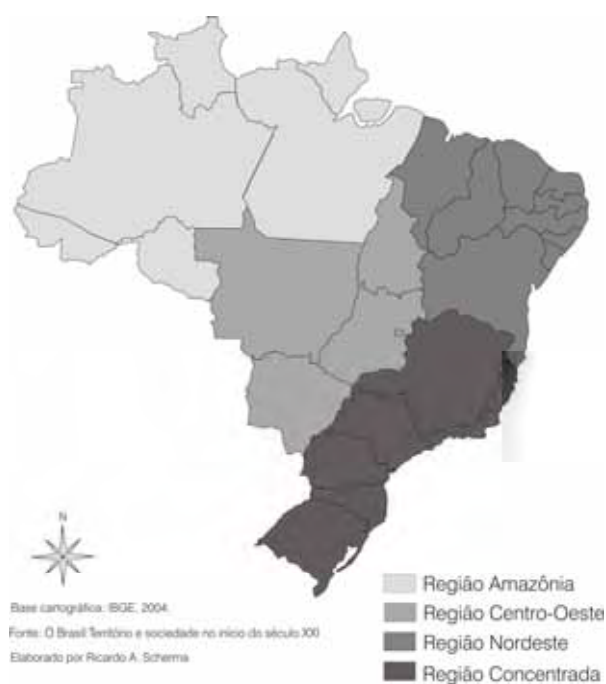 N
Base cartográfica: IBGE, 2004.
Fonte: O Brasil Território e sociedade no início do século XXI
Elaborado por Ricardo A. Scherma
Região Amazônia
Região Centro-Oeste
Região Nordeste
Região Concentrada